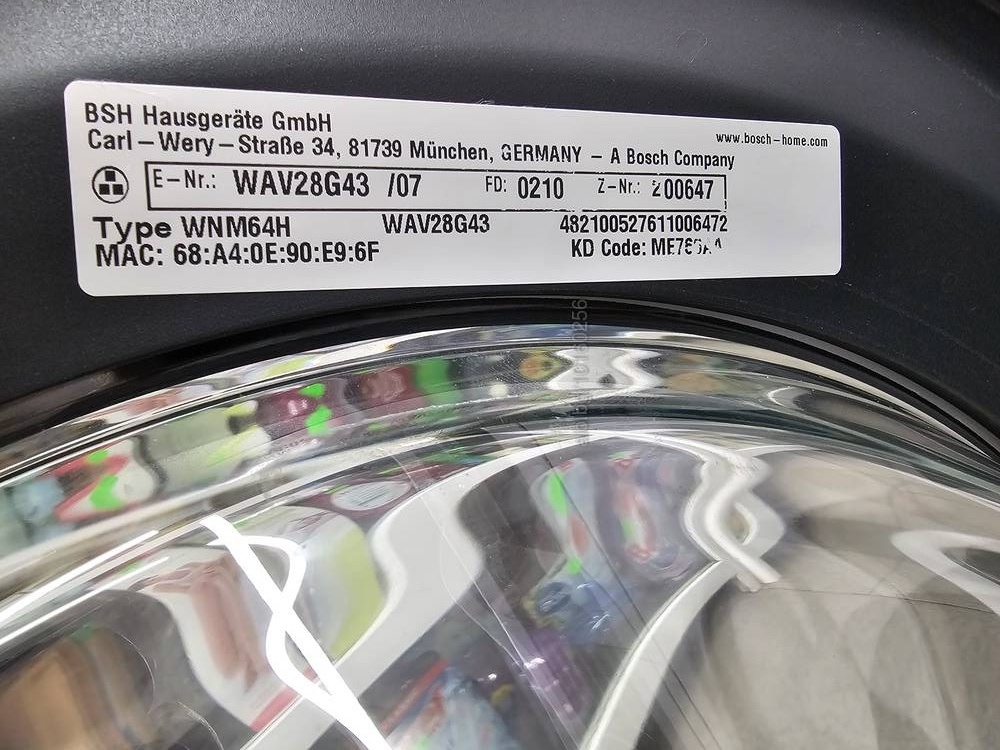 BSH Hausgeräte GmbH
www.bosch-home.com
Carl-Wery-Straße 34, 81739 München, GERMANY - A Bosch Company
E-Nr.: WAV28G43 /07 FD: 0210 Z-Nr.: 200647
Type WNM64H WAV28G43 482100527611006472
MAC: 68:A4:0E:90:E9:6F KD Code: